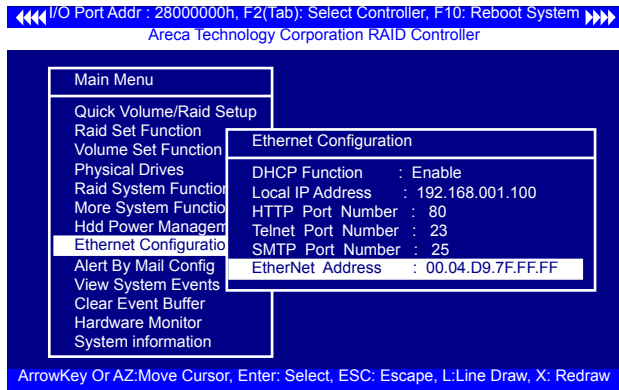 I/O Port Addr : 28000000h, F2(Tab): Select Controller, F10: Reboot System
Areca Technology Corporation RAID Controller
Main Menu
Quick Volume/Raid Setup
Raid Set Function
Volume Set Function
Physical Drives
Raid System Function
More System Functio
Hdd Power Managem
Ethernet Configuratio
Alert By Mail Config
View System Events
Clear Event Buffer
Hardware Monitor
System information
Ethernet Configuration
DHCP Function : Enable
Local IP Address : 192.168.001.100
HTTP Port Number : 80
Telnet Port Number : 23
SMTP Port Number : 25
EtherNet Address : 00.04.D9.7F.FF.FF
ArrowKey Or AZ:Move Cursor, Enter: Select, ESC: Escape, L:Line Draw, X: Redraw